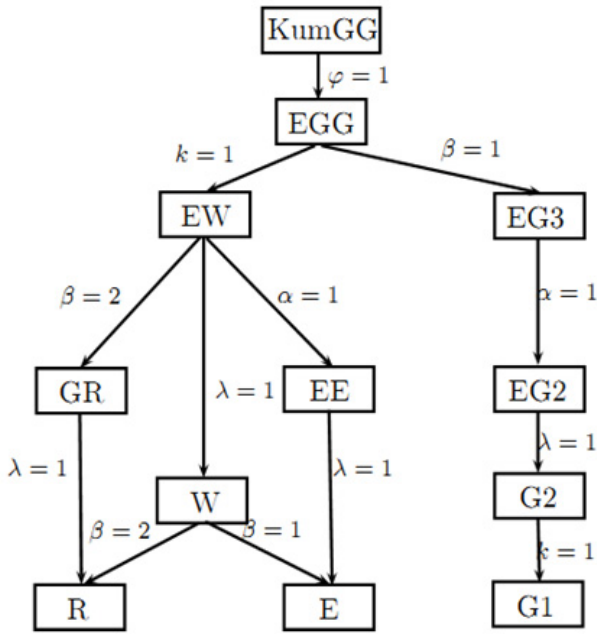 KumGG
φ = 1
EGG
k = 1
β = 1
EW
EG3
β = 2
α = 1
α = 1
GR
λ = 1
EE
EG2
λ = 1
λ = 1
λ = 1
W
G2
β = 2
β = 1
k = 1
R
E
G1